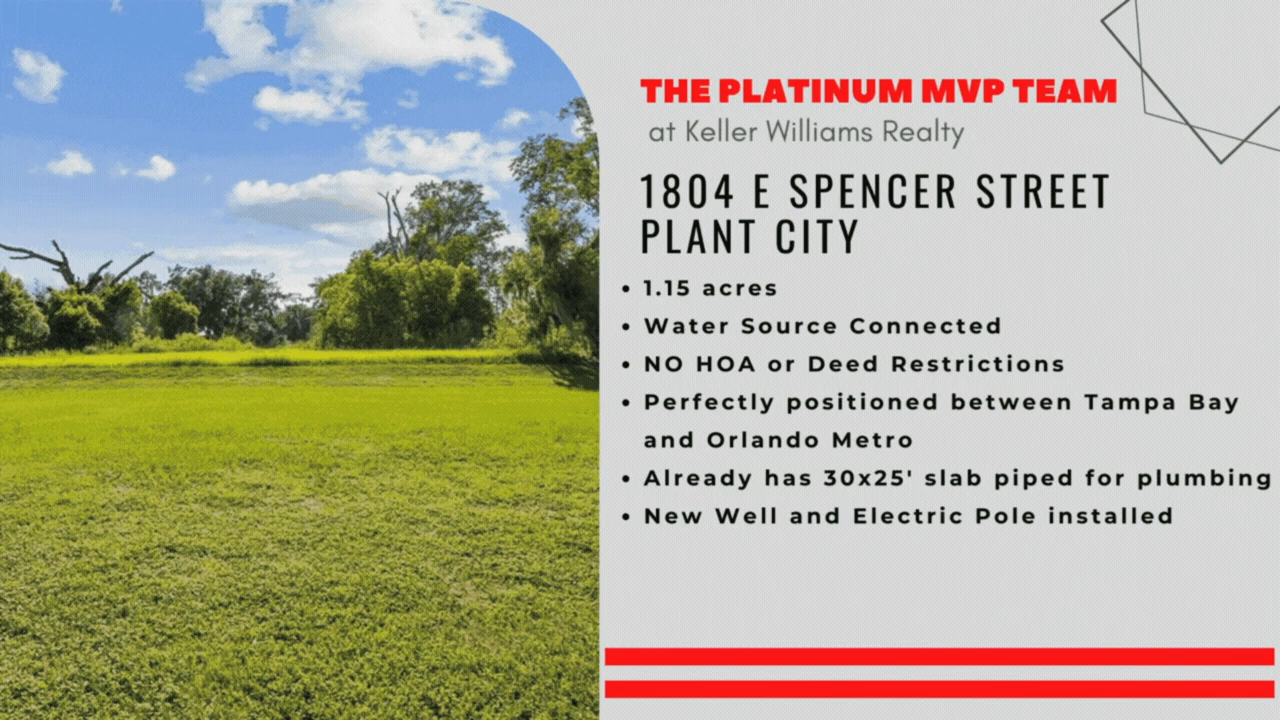 THE PLATINUM MVP TEAM
at Keller Williams Realty
1804 E SPENCER STREET
PLANT CITY
• 1.15 acres
• Water Source Connected
• NO HOA or Deed Restrictions
• Perfectly positioned between Tampa Bay
and Orlando Metro
• Already has 30x25' slab piped for plumbing
• New Well and Electric Pole installed